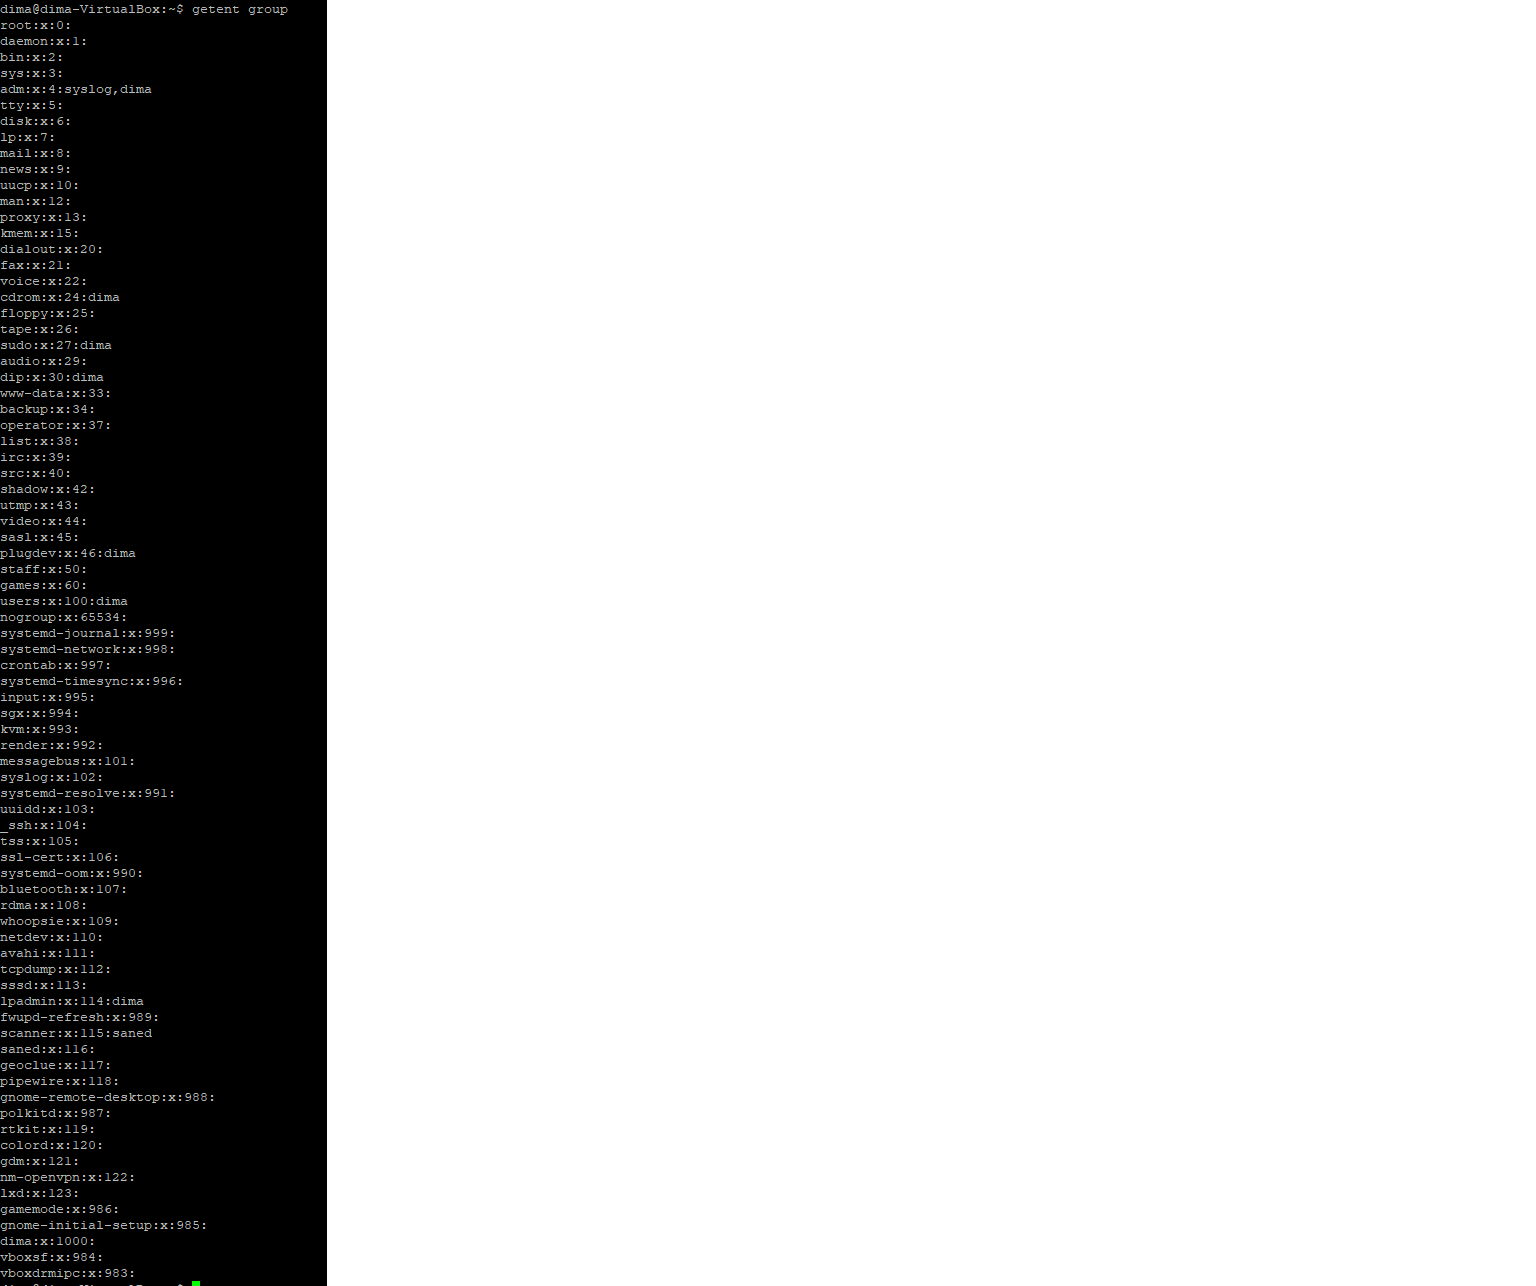 dima@dima-VirtualBox:~$ getent group
root:x:0:
daemon:x:1:
bin:x:2:
sys:x:3:
adm:x:4:syslog,dima
tty:x:5:
disk:x:6:
lp:x:7:
mail:x:8:
news:x:9:
uucp:x:10:
man:x:12:
proxy:x:13:
kmem:x:15:
dialout:x:20:
fax:x:21:
voice:x:22:
cdrom:x:24:dima
floppy:x:25:
tape:x:26:
sudo:x:27:dima
audio:x:29:
dip:x:30:dima
www-data:x:33:
backup:x:34:
operator:x:37:
list:x:38:
irc:x:39:
src:x:40:
shadow:x:42:
utmp:x:43:
video:x:44:
sasl:x:45:
plugdev:x:46:dima
staff:x:50:
games:x:60:
users:x:100:dima
nogroup:x:65534:
systemd-journal:x:999:
systemd-network:x:998:
crontab:x:997:
systemd-timesync:x:996:
input:x:995:
sgx:x:994:
kvm:x:993:
render:x:992:
messagebus:x:101:
syslog:x:102:
systemd-resolve:x:991:
uuidd:x:103:
_ssh:x:104:
tss:x:105:
ssl-cert:x:106:
systemd-oom:x:990:
bluetooth:x:107:
rdma:x:108:
whoopsie:x:109:
netdev:x:110:
avahi:x:111:
tcpdump:x:112:
sssd:x:113:
lpadmin:x:114:dima
fwupd-refresh:x:989:
scanner:x:115:saned
saned:x:116:
geoclue:x:117:
pipewire:x:118:
gnome-remote-desktop:x:988:
polkitd:x:987:
rtkit:x:119:
colord:x:120:
gdm:x:121:
nm-openvpn:x:122:
lxd:x:123:
gamemode:x:986:
gnome-initial-setup:x:985:
dima:x:1000:
vboxsf:x:984:
vboxdrmipc:x:983: